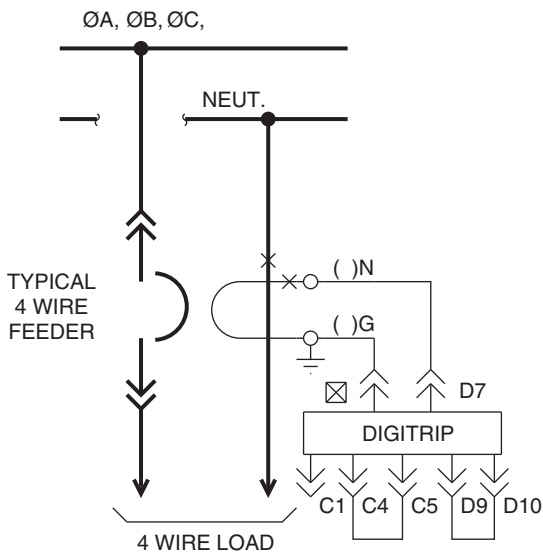 ØA, ØB, ØC,
NEUT.
TYPICAL
4 WIRE
FEEDER
( )N
( )G
D7
DIGITRIP
C1 C4 C5 D9 D10
4 WIRE LOAD